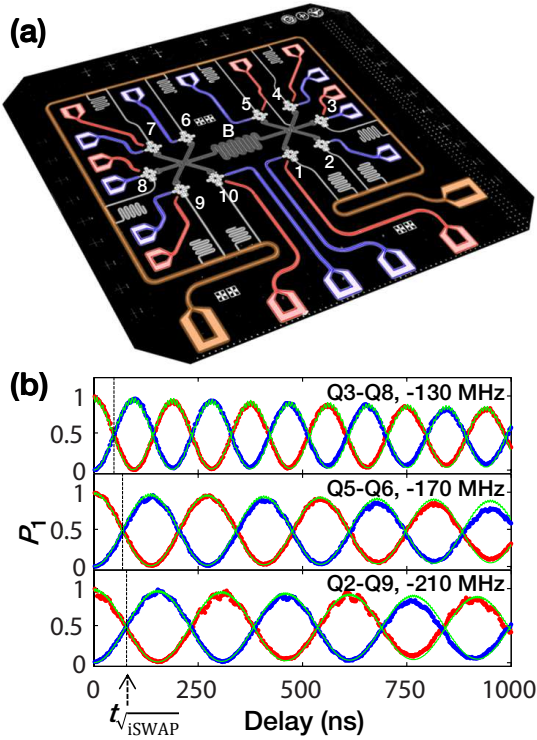 (a)
4
5
3
6
B
7
2
1
8
9
10
(b)
1
Q3-Q8, -130 MHz
0.5
0
1
Q5-Q6, -170 MHz
0.5
P₁
0
1
Q2-Q9, -210 MHz
0.5
0
0 250 500 750 1000
t√iSWAP
Delay (ns)